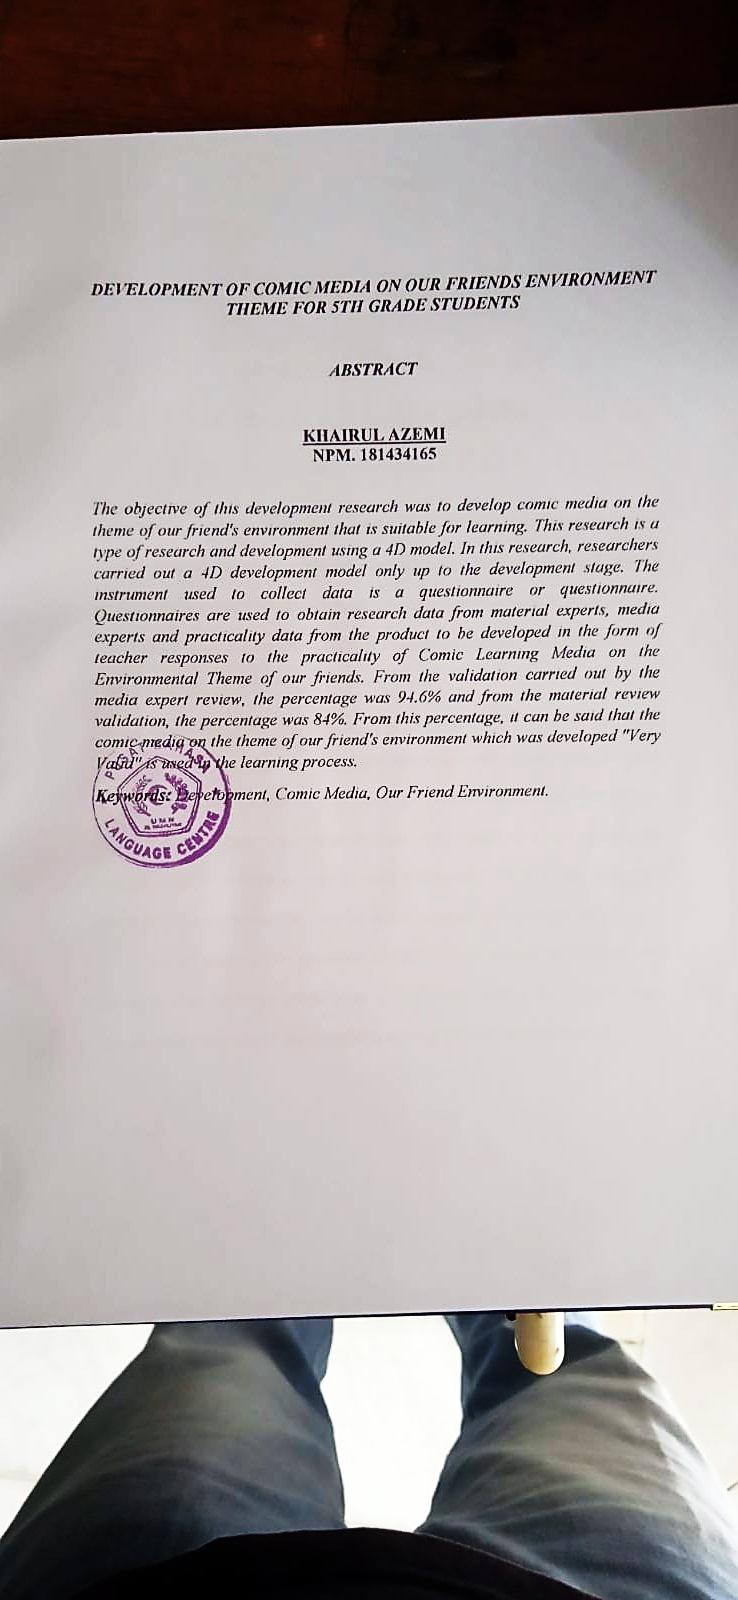 DEVELOPMENT OF COMIC MEDIA ON OUR FRIENDS ENVIRONMENT
THEME FOR 5TH GRADE STUDENTS
ABSTRACT
KHAIRUL AZEMI
NPM. 181434165
The objective of this development research was to develop comic media on the
theme of our friend's environment that is suitable for learning. This research is a
type of research and development using a 4D model. In this research, researchers
carried out a 4D development model only up to the development stage. The
instrument used to collect data is a questionnaire or questionnaire.
Questionnaires are used to obtain research data from material experts, media
experts and practicality data from the product to be developed in the form of
teacher responses to the practicality of Comic Learning Media on the
Environmental Theme of our friends. From the validation carried out by the
media expert review, the percentage was 94.6% and from the material review
validation, the percentage was 84%. From this percentage, it can be said that the
comic media on the theme of our friend's environment which was developed "Very
Valid" is used in the learning process.
Keywords: Development, Comic Media, Our Friend Environment.
PUSAT BAHASA
UMN
LANGUAGE CENTRE